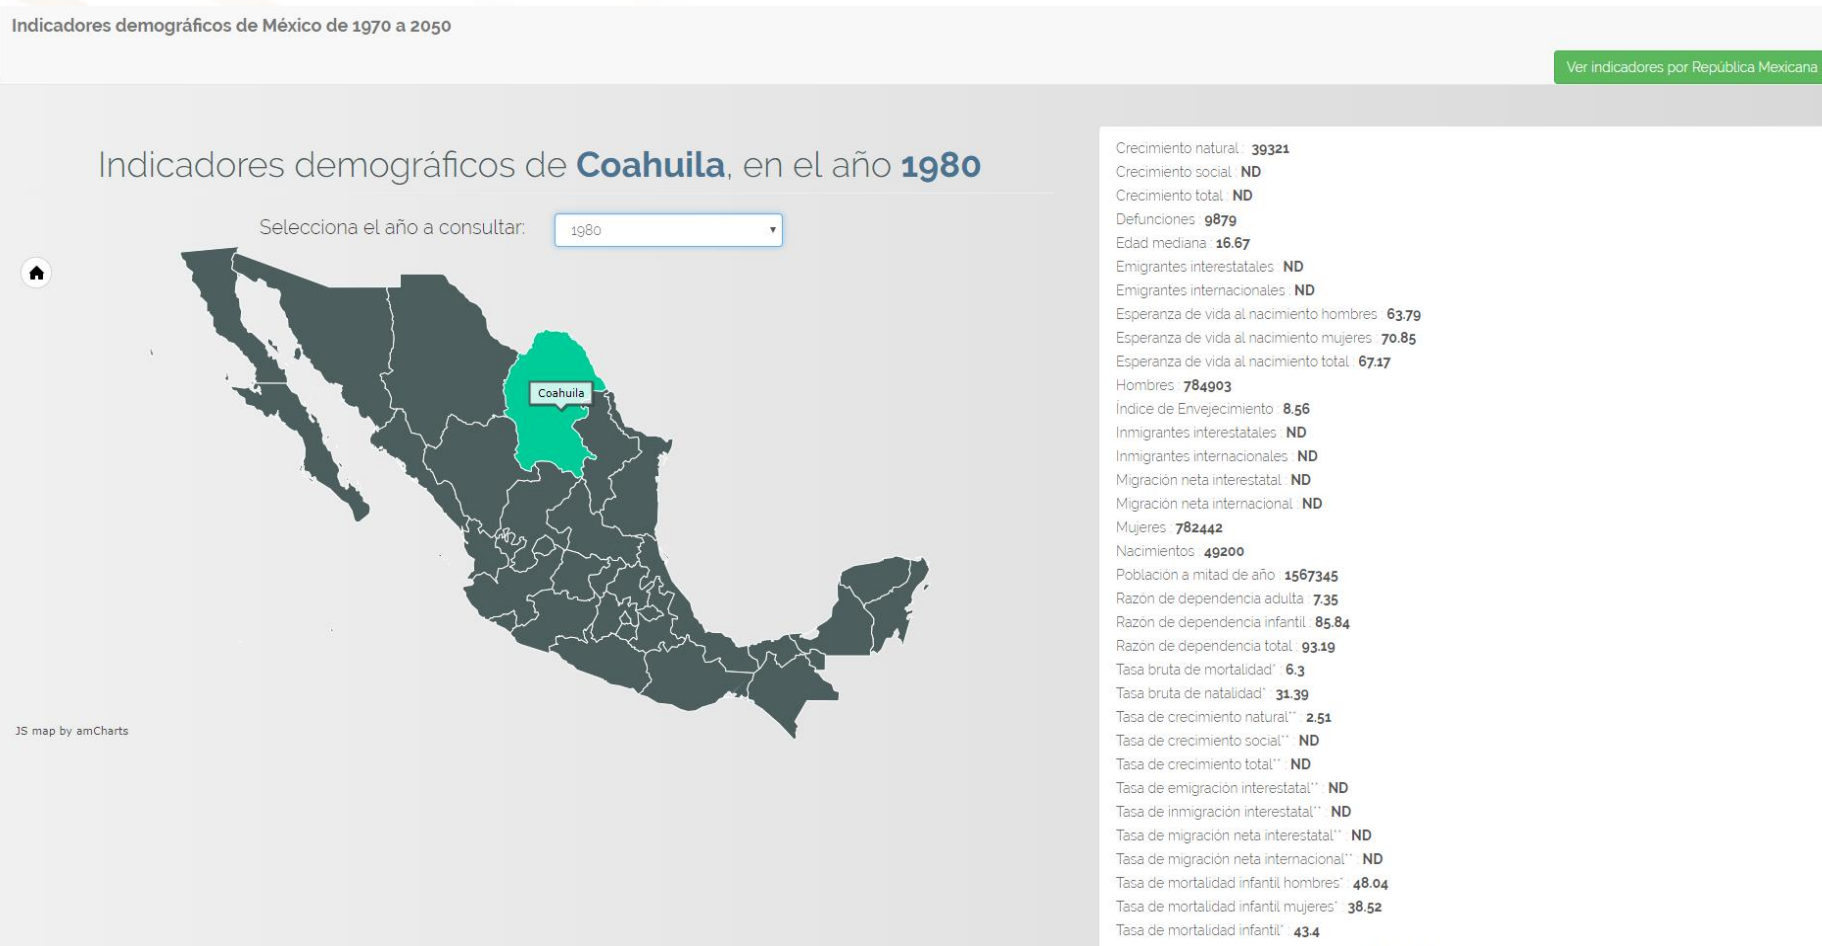 Indicadores demográficos de México de 1970 a 2050
Ver indicadores por República Mexicana
Indicadores demográficos de Coahuila, en el año 1980
Selecciona el año a consultar:
1980
Coahuila
JS map by amCharts
Crecimiento natural : 39321
Crecimiento social : ND
Crecimiento total : ND
Defunciones : 9879
Edad mediana : 16.67
Emigrantes interestatales : ND
Emigrantes internacionales : ND
Esperanza de vida al nacimiento hombres : 63.79
Esperanza de vida al nacimiento mujeres : 70.85
Esperanza de vida al nacimiento total : 67.17
Hombres : 784903
Índice de Envejecimiento : 8.56
Inmigrantes interestatales : ND
Inmigrantes internacionales : ND
Migración neta interestatal : ND
Migración neta internacional : ND
Mujeres : 782442
Nacimientos : 49200
Población a mitad de año : 1567345
Razón de dependencia adulta : 7.35
Razón de dependencia infantil : 85.84
Razón de dependencia total : 93.19
Tasa bruta de mortalidad* : 6.3
Tasa bruta de natalidad* : 31.39
Tasa de crecimiento natural** : 2.51
Tasa de crecimiento social** : ND
Tasa de crecimiento total** : ND
Tasa de emigración interestatal** : ND
Tasa de inmigración interestatal** : ND
Tasa de migración neta interestatal** : ND
Tasa de migración neta internacional** : ND
Tasa de mortalidad infantil hombres* : 48.04
Tasa de mortalidad infantil mujeres* : 38.52
Tasa de mortalidad infantil* : 43.4